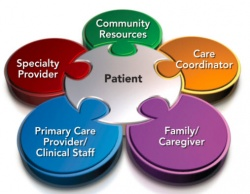 Community
Resources
Specialty
Provider
Care
Coordinator
Patient
Primary Care
Provider/
Clinical Staff
Family/
Caregiver